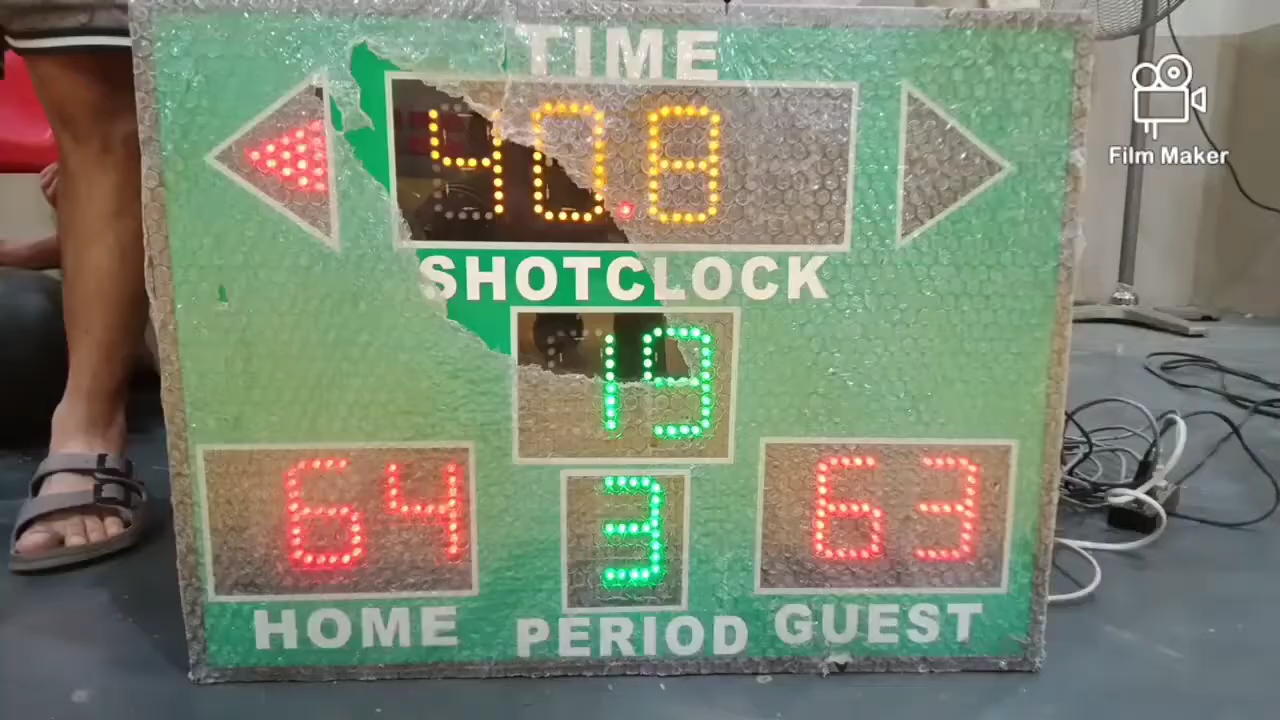 TIME
40.8
Film Maker
SHOTCLOCK
19
64
3
63
HOME
PERIOD
GUEST